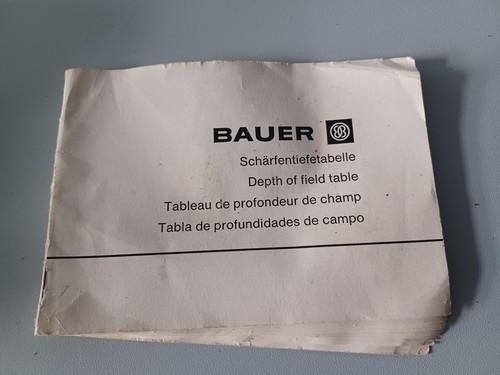 BAUER
Schärfentiefetabelle
Depth of field table
Tableau de profondeur de champ
Tabla de profundidades de campo